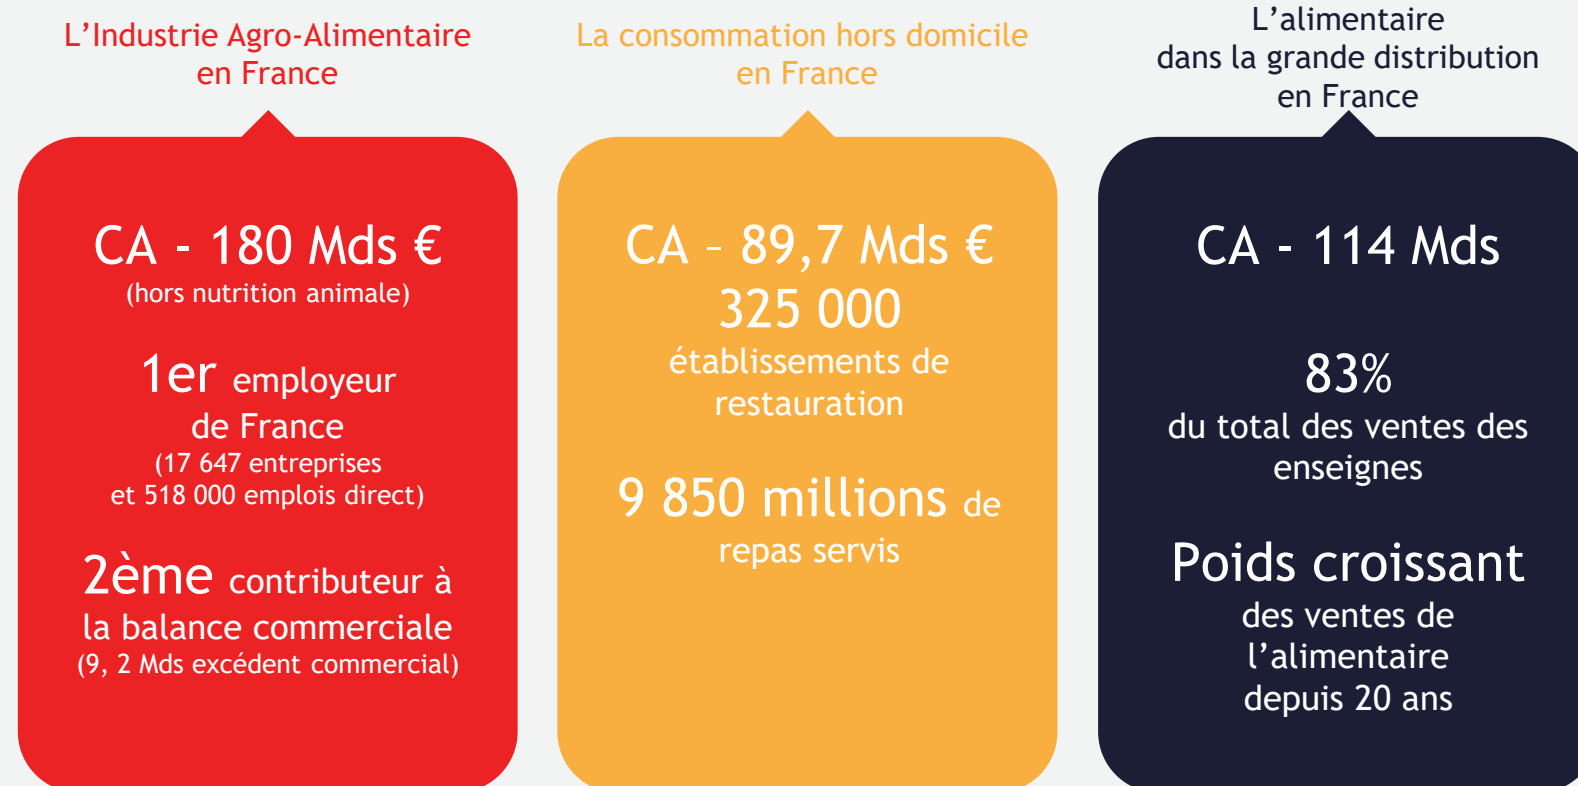 L’Industrie Agro-Alimentaire
en France
CA - 180 Mds €
(hors nutrition animale)
1er employeur
de France
(17 647 entreprises
et 518 000 emplois direct)
2ème contributeur à
la balance commerciale
(9, 2 Mds excédent commercial)
La consommation hors domicile
en France
CA – 89,7 Mds €
325 000
établissements de
restauration
9 850 millions de
repas servis
L’alimentaire
dans la grande distribution
en France
CA - 114 Mds
83%
du total des ventes des
enseignes
Poids croissant
des ventes de
l’alimentaire
depuis 20 ans